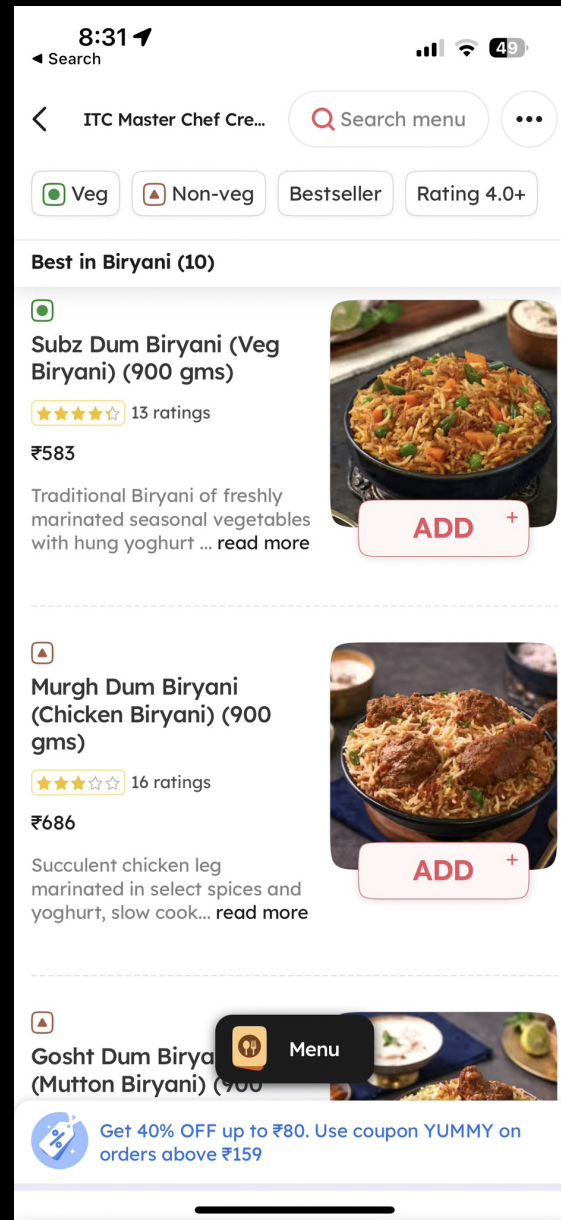 8:31
◀ Search
49
ITC Master Chef Cre...
Search menu
Veg
Non-veg
Bestseller
Rating 4.0+
Best in Biryani (10)
Subz Dum Biryani (Veg
Biryani) (900 gms)
13 ratings
₹583
Traditional Biryani of freshly
marinated seasonal vegetables
with hung yoghurt ... read more
ADD +
Murgh Dum Biryani
(Chicken Biryani) (900
gms)
16 ratings
₹686
Succulent chicken leg
marinated in select spices and
yoghurt, slow cook... read more
ADD +
Gosht Dum Birya
(Mutton Biryani) (900
Menu
Get 40% OFF up to ₹80. Use coupon YUMMY on
orders above ₹159